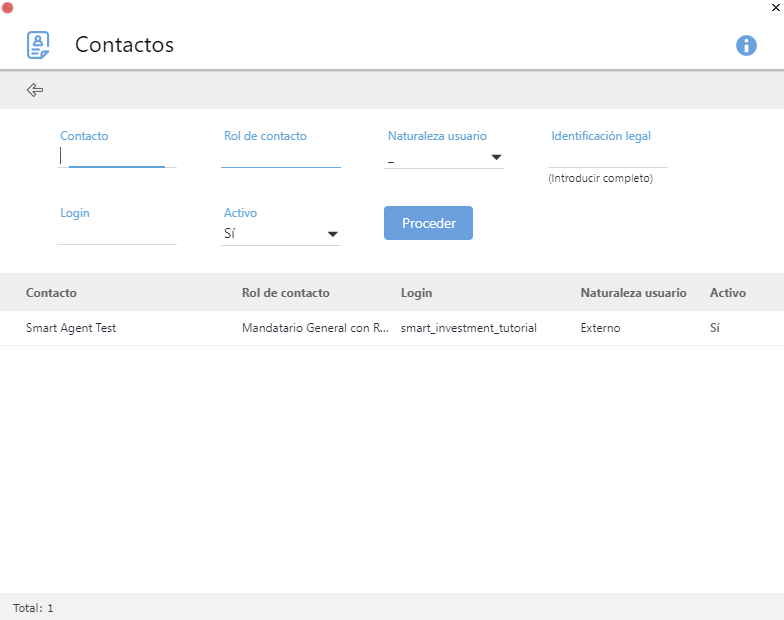 Contactos
Contacto Rol de contacto Naturaleza usuario Identificación legal
_
(Introducir completo)
Login Activo
Sí Proceder
Contacto Rol de contacto Login Naturaleza usuario Activo
Smart Agent Test Mandatario General con R... smart_investment_tutorial Externo Sí
Total: 1